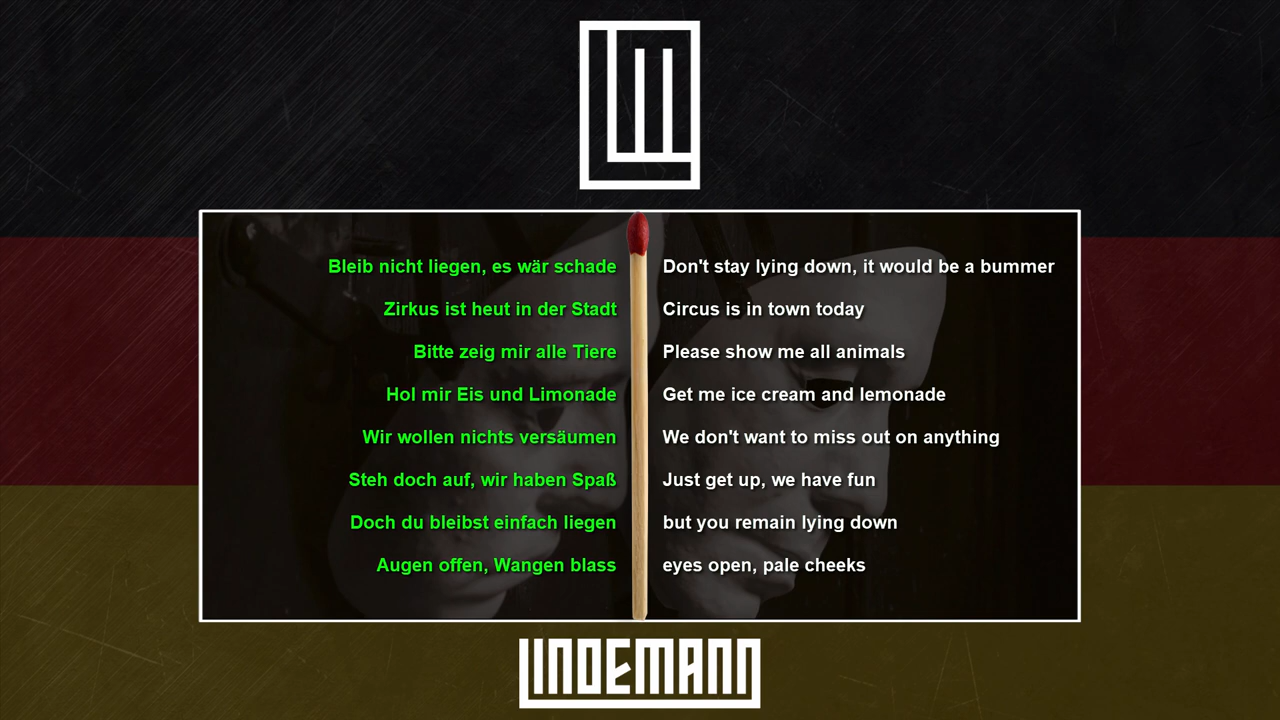 Bleib nicht liegen, es wär schade
Zirkus ist heut in der Stadt
Bitte zeig mir alle Tiere
Hol mir Eis und Limonade
Wir wollen nichts versäumen
Steh doch auf, wir haben Spaß
Doch du bleibst einfach liegen
Augen offen, Wangen blass
Don't stay lying down, it would be a bummer
Circus is in town today
Please show me all animals
Get me ice cream and lemonade
We don't want to miss out on anything
Just get up, we have fun
but you remain lying down
eyes open, pale cheeks
LINDEMANN